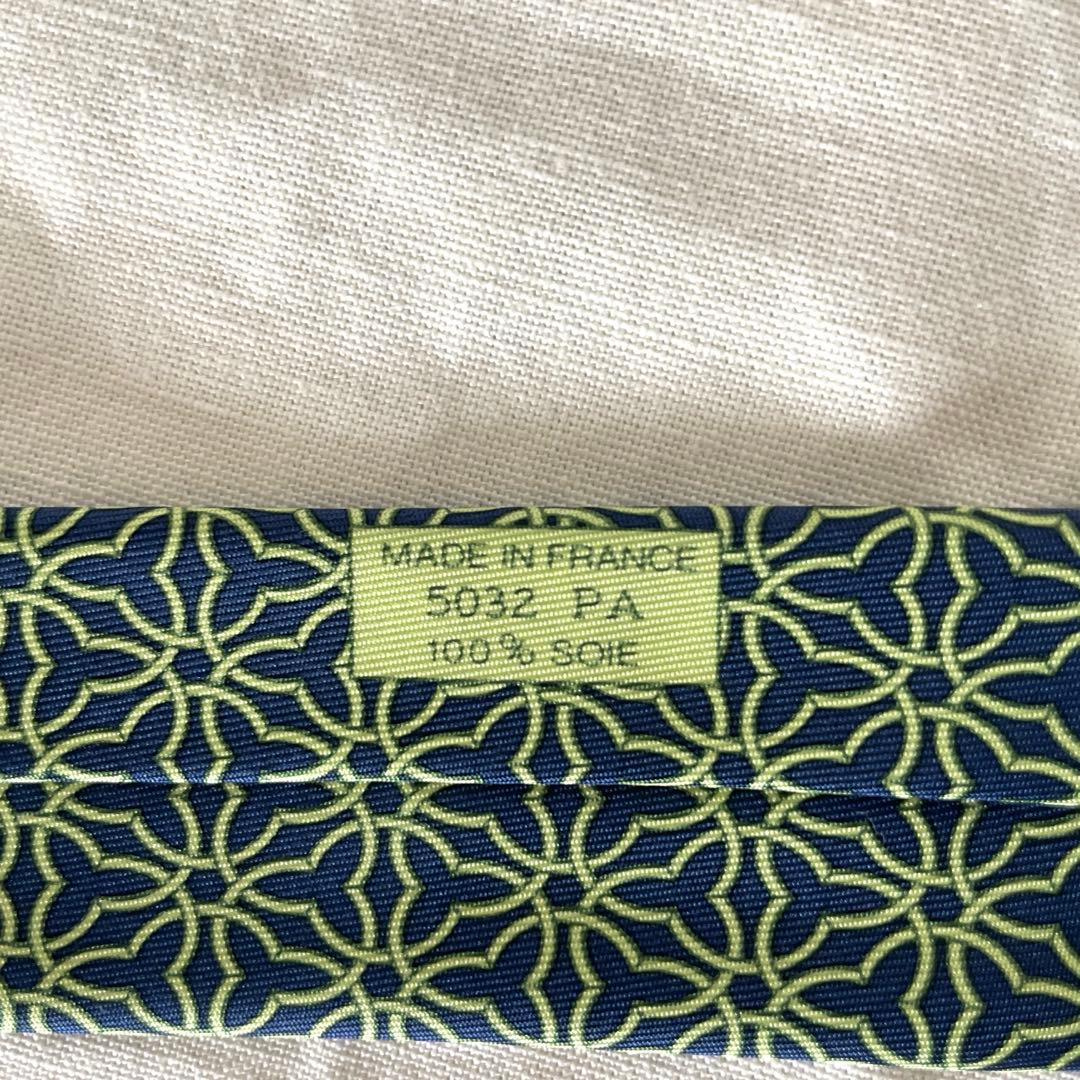 MADE IN FRANCE
5032 PA
100% SOIE